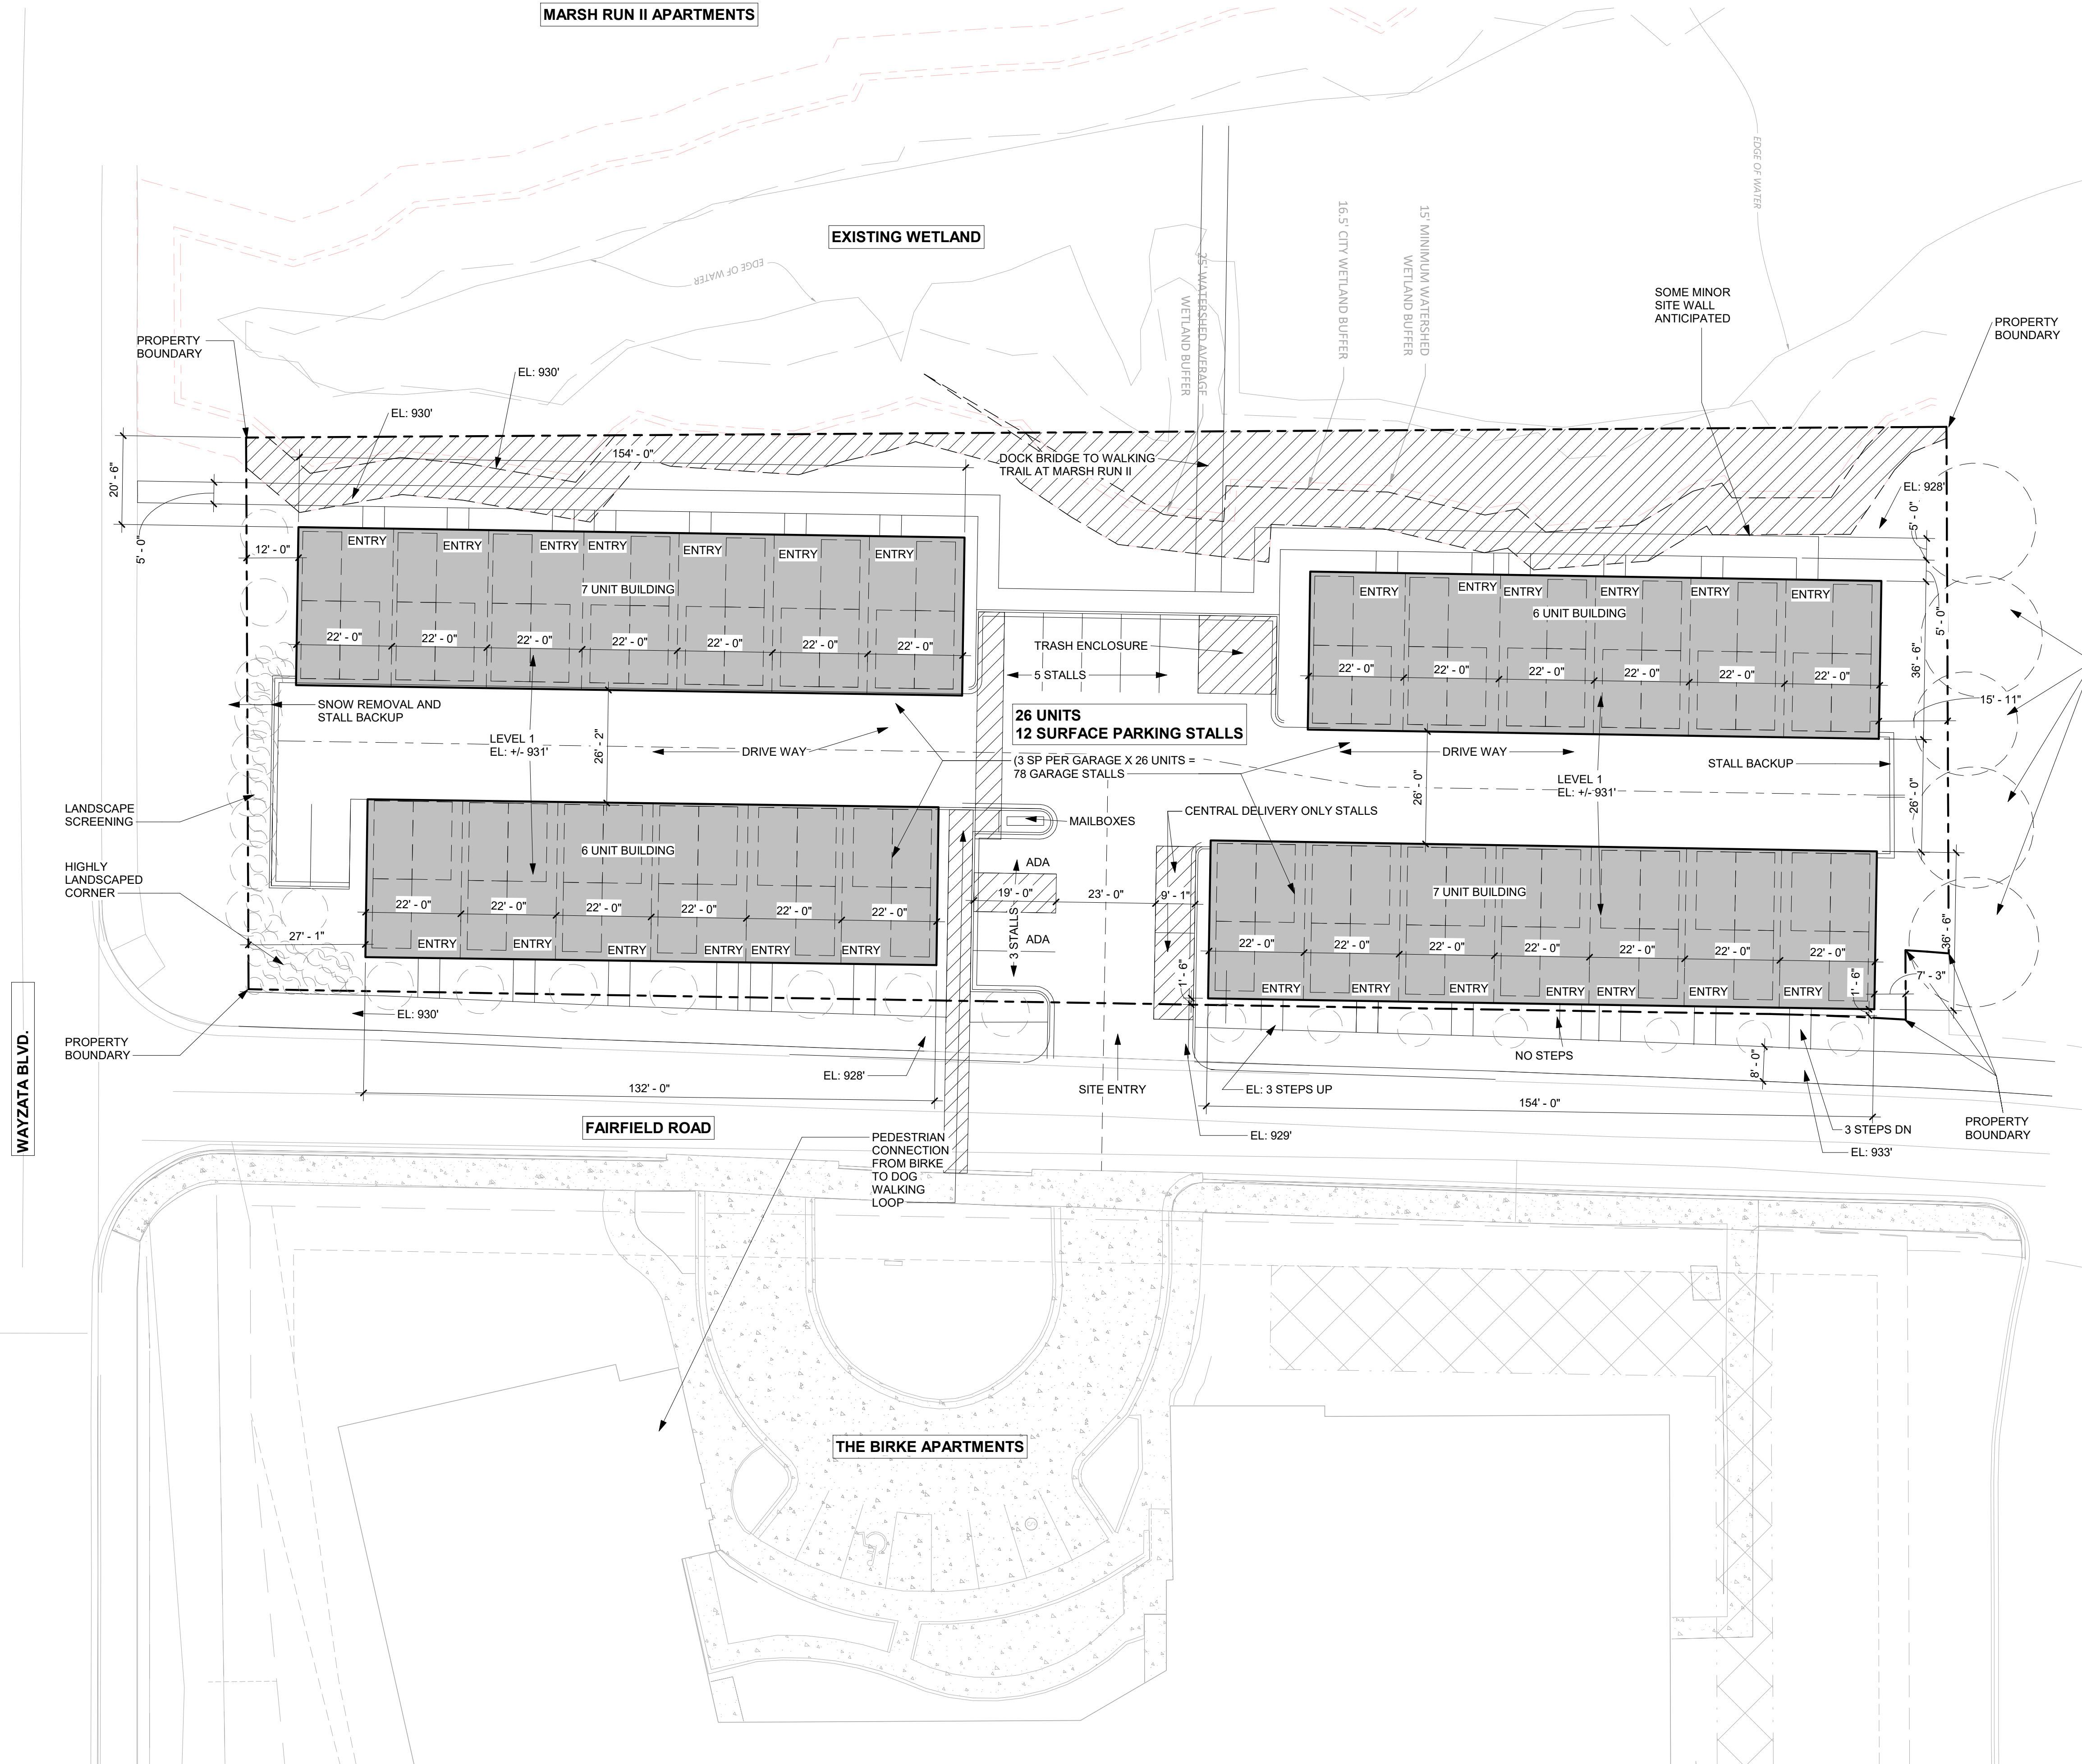 MARSH RUN II APARTMENTS
EDGE OF WATER
EXISTING WETLAND
EDGE OF WATER
25' WATERSHED AVERAGE
WETLAND BUFFER
16.5' CITY WETLAND BUFFER
15' MINIMUM WATERSHED
WETLAND BUFFER
SOME MINOR
SITE WALL
ANTICIPATED
PROPERTY
BOUNDARY
PROPERTY
BOUNDARY
EL: 930'
EL: 930'
154' - 0"
DOCK BRIDGE TO WALKING
TRAIL AT MARSH RUN II
20' - 6"
EL: 928'
5' - 0"
5' - 0"
12' - 0"
ENTRY
ENTRY
ENTRY
ENTRY
ENTRY
ENTRY
ENTRY
7 UNIT BUILDING
22' - 0"
22' - 0"
22' - 0"
22' - 0"
22' - 0"
22' - 0"
22' - 0"
ENTRY
ENTRY
ENTRY
ENTRY
ENTRY
ENTRY
6 UNIT BUILDING
22' - 0"
22' - 0"
22' - 0"
22' - 0"
22' - 0"
22' - 0"
5' - 0"
36' - 6"
15' - 11"
TRASH ENCLOSURE
5 STALLS
SNOW REMOVAL AND
STALL BACKUP
26 UNITS
12 SURFACE PARKING STALLS
LEVEL 1
EL: +/- 931'
26' - 2"
DRIVE WAY
DRIVE WAY
(3 SP PER GARAGE X 26 UNITS =
78 GARAGE STALLS
STALL BACKUP
LEVEL 1
EL: +/- 931'
26' - 0"
26' - 0"
LANDSCAPE
SCREENING
CENTRAL DELIVERY ONLY STALLS
MAILBOXES
6 UNIT BUILDING
22' - 0"
22' - 0"
22' - 0"
22' - 0"
22' - 0"
22' - 0"
ENTRY
ENTRY
ENTRY
ENTRY
ENTRY
ENTRY
HIGHLY
LANDSCAPED
CORNER
27' - 1"
ADA
19' - 0"
23' - 0"
9' - 1"
ADA
3 STALLS
7 UNIT BUILDING
22' - 0"
22' - 0"
22' - 0"
22' - 0"
22' - 0"
22' - 0"
22' - 0"
ENTRY
ENTRY
ENTRY
ENTRY
ENTRY
ENTRY
ENTRY
1' - 6"
1' - 6"
36' - 6"
7' - 3"
EL: 930'
PROPERTY
BOUNDARY
EL: 928'
132' - 0"
SITE ENTRY
EL: 3 STEPS UP
NO STEPS
8' - 0"
154' - 0"
EL: 929'
3 STEPS DN
EL: 933'
PROPERTY
BOUNDARY
WAYZATA BLVD.
FAIRFIELD ROAD
PEDESTRIAN
CONNECTION
FROM BIRKE
TO DOG
WALKING
LOOP
THE BIRKE APARTMENTS